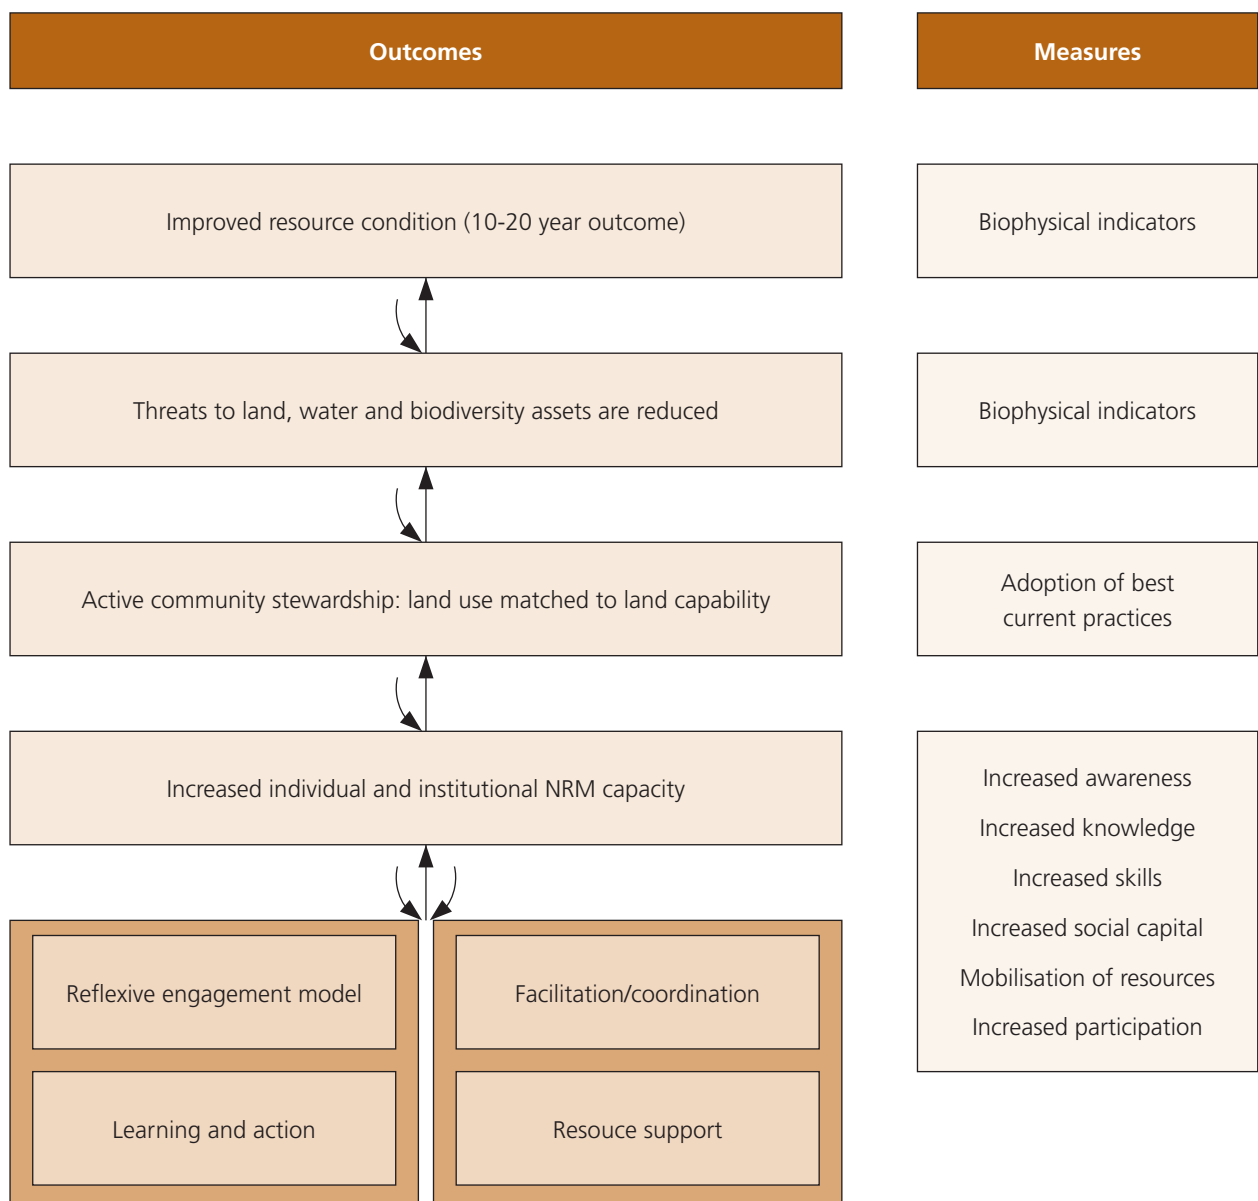 Outcomes
Measures
Improved resource condition (10-20 year outcome)
Biophysical indicators
Threats to land, water and biodiversity assets are reduced
Biophysical indicators
Active community stewardship: land use matched to land capability
Adoption of best
current practices
Increased individual and institutional NRM capacity
Increased awareness
Increased knowledge
Increased skills
Increased social capital
Mobilisation of resources
Increased participation
Reflexive engagement model
Facilitation/coordination
Learning and action
Resouce support